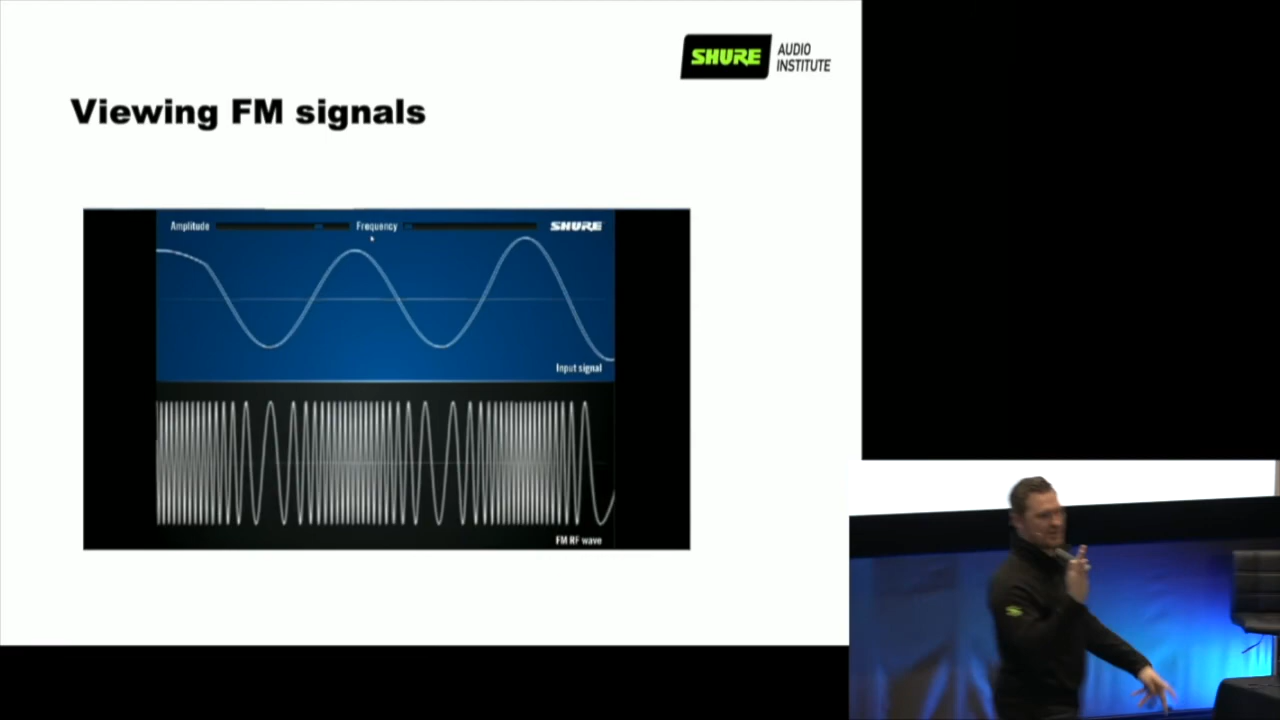 SHURE AUDIO
INSTITUTE
Viewing FM signals
Amplitude Frequency SHURE
Input signal
FM RF wave